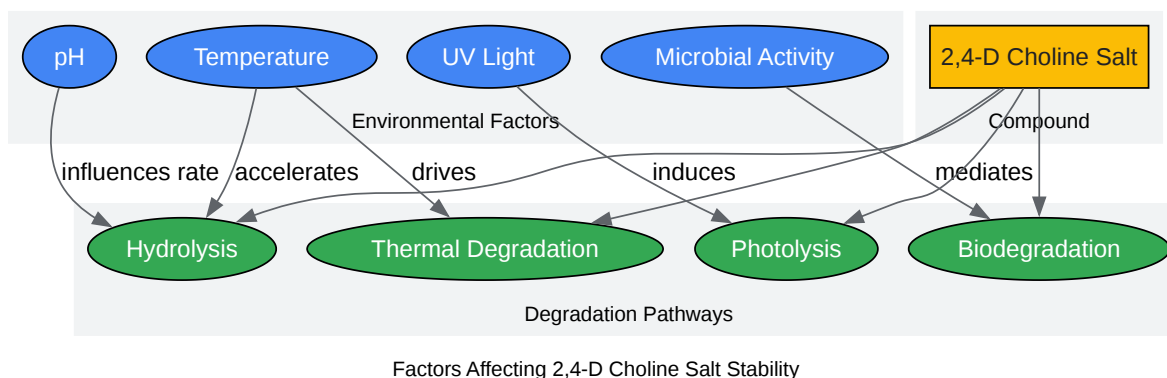 pH
Temperature
UV Light
Microbial Activity
2,4-D Choline Salt
Environmental Factors
Compound
influences rate
accelerates
drives
induces
mediates
Hydrolysis
Thermal Degradation
Photolysis
Biodegradation
Degradation Pathways
Factors Affecting 2,4-D Choline Salt Stability